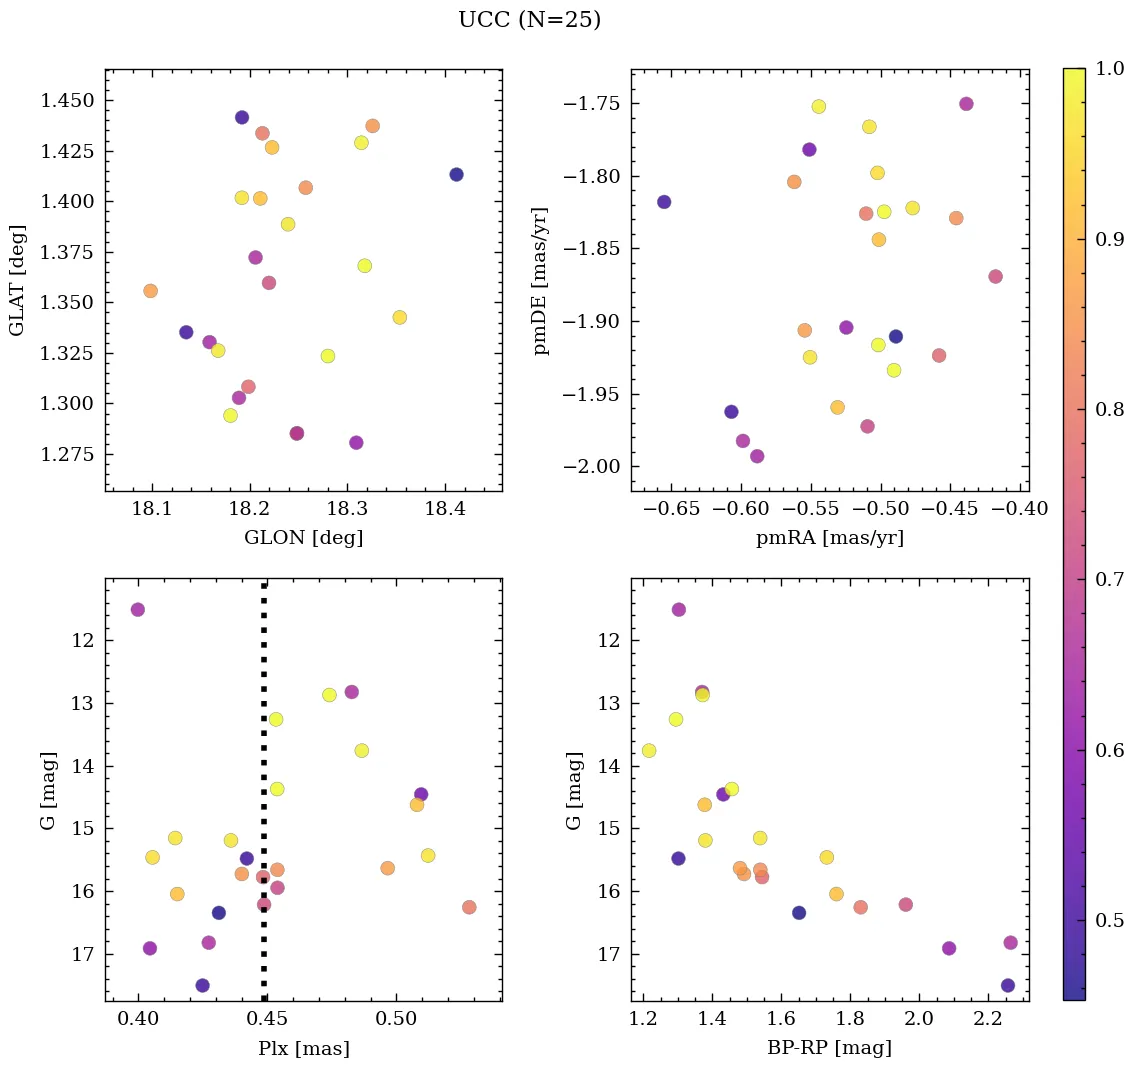 UCC (N=25)
1.450
1.425
1.400
1.375
1.350
1.325
1.300
1.275
GLAT [deg]
18.1 18.2 18.3 18.4
GLON [deg]
−1.75
−1.80
−1.85
−1.90
−1.95
−2.00
pmDE [mas/yr]
−0.65 −0.60 −0.55 −0.50 −0.45 −0.40
pmRA [mas/yr]
12
13
14
15
16
17
G [mag]
0.40 0.45 0.50
Plx [mas]
12
13
14
15
16
17
G [mag]
1.2 1.4 1.6 1.8 2.0 2.2
BP-RP [mag]
1.0
0.9
0.8
0.7
0.6
0.5